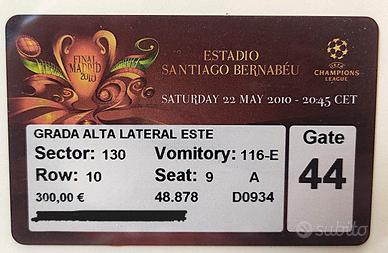 FINAL
MADRID
2010
ESTADIO
SANTIAGO BERNABÉU
SATURDAY 22 MAY 2010 - 20:45 CET
UEFA
CHAMPIONS
LEAGUE
GRADA ALTA LATERAL ESTE
Sector: 130 Vomitory: 116-E
Row: 10 Seat: 9 A
300,00 € 48.878 D0934
Gate
44
subito